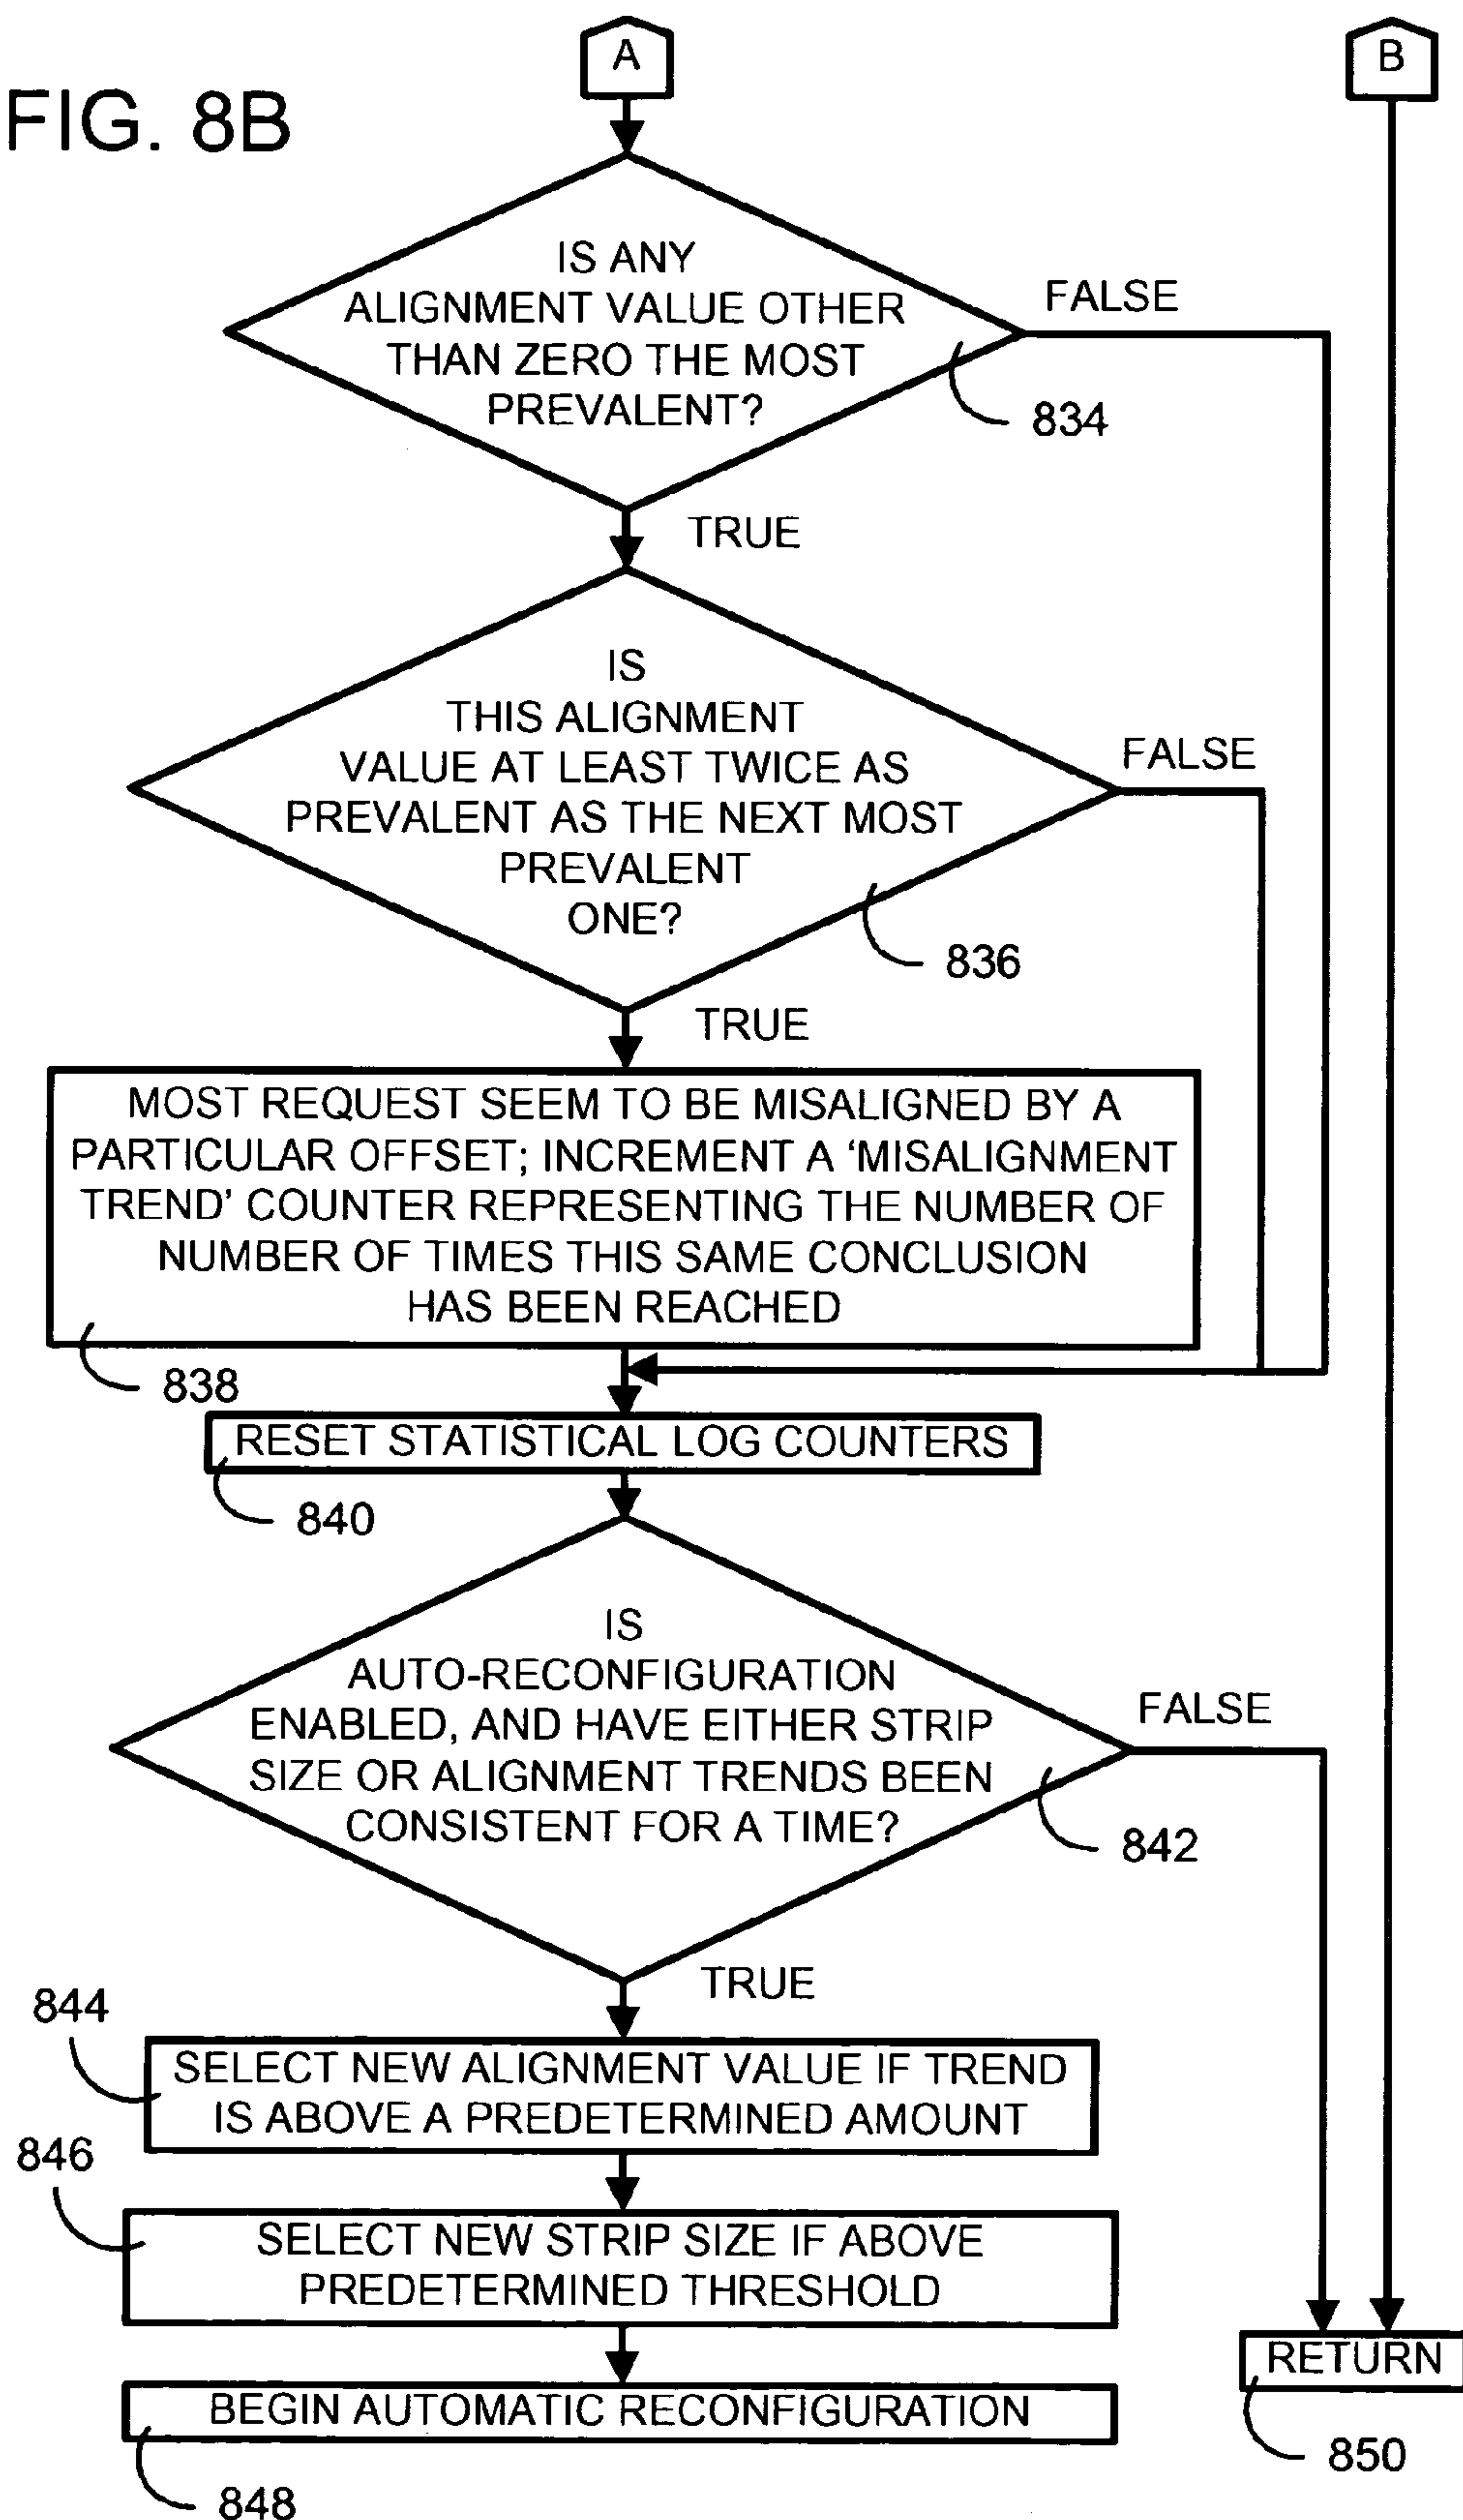 A
B
FIG. 8B
IS ANY
ALIGNMENT VALUE OTHER
THAN ZERO THE MOST
PREVALENT?
FALSE
834
TRUE
IS
THIS ALIGNMENT
VALUE AT LEAST TWICE AS
PREVALENT AS THE NEXT MOST
PREVALENT
ONE?
FALSE
836
TRUE
MOST REQUEST SEEM TO BE MISALIGNED BY A
PARTICULAR OFFSET; INCREMENT A ‘MISALIGNMENT
TREND’ COUNTER REPRESENTING THE NUMBER OF
NUMBER OF TIMES THIS SAME CONCLUSION
HAS BEEN REACHED
838
RESET STATISTICAL LOG COUNTERS
840
IS
AUTO-RECONFIGURATION
ENABLED, AND HAVE EITHER STRIP
SIZE OR ALIGNMENT TRENDS BEEN
CONSISTENT FOR A TIME?
FALSE
842
TRUE
844
SELECT NEW ALIGNMENT VALUE IF TREND
IS ABOVE A PREDETERMINED AMOUNT
846
SELECT NEW STRIP SIZE IF ABOVE
PREDETERMINED THRESHOLD
RETURN
BEGIN AUTOMATIC RECONFIGURATION
850
848